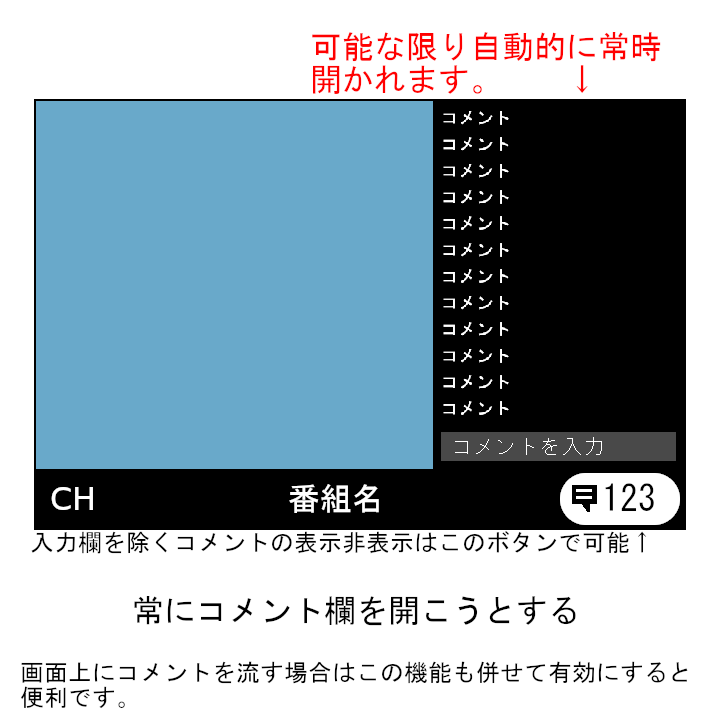 可能な限り自動的に常時
開かれます。 ↓
コメント
コメント
コメント
コメント
コメント
コメント
コメント
コメント
コメント
コメント
コメント
コメント
コメントを入力
CH 番組名 123
入力欄を除くコメントの表示非表示はこのボタンで可能↑
常にコメント欄を開こうとする
画面上にコメントを流す場合はこの機能も併せて有効にすると
便利です。